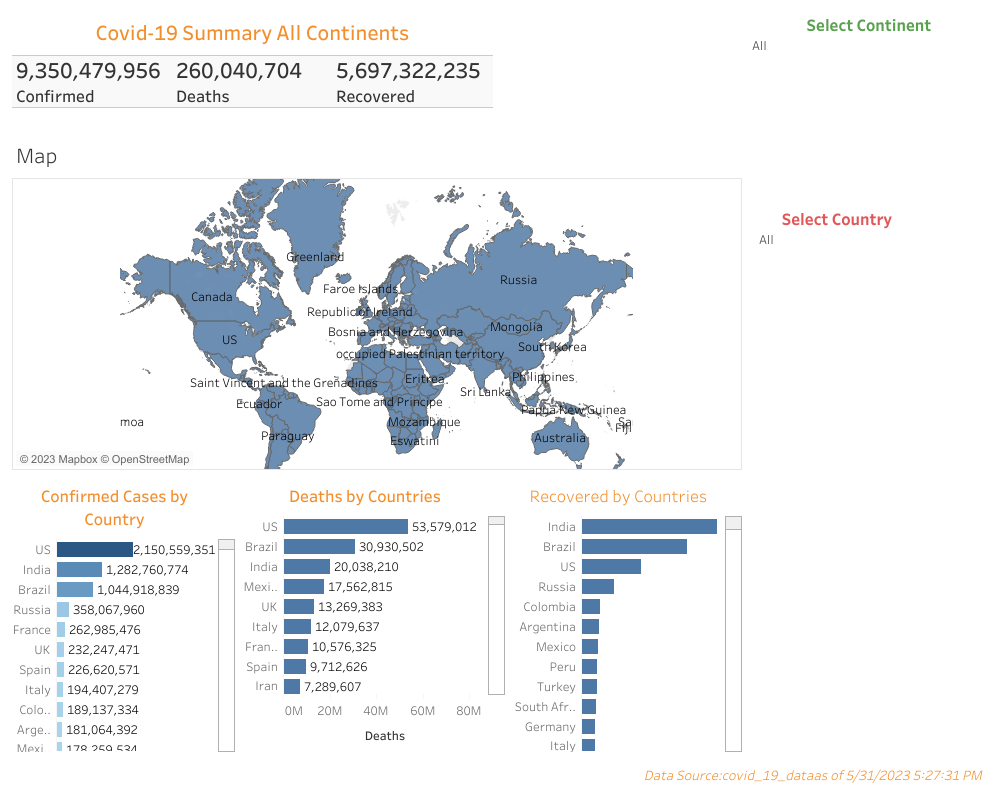 Covid-19 Summary All Continents
9,350,479,956 260,040,704 5,697,322,235
Confirmed Deaths Recovered
Select Continent
All
Map
Select Country
All
Greenland
Russia
Faroe Islands
Canada
Republic of Ireland
Mongolia
Bosnia and Herzegovina
US
South Korea
occupied Palestinian territory
Philippines
Eritrea
Saint Vincent and the Grenadines
Sri Lanka
Ecuador
Sao Tome and Principe
Papua New Guinea
moa
Mozambique
Sa
Fiji
Paraguay
Eswatini
Australia
© 2023 Mapbox © OpenStreetMap
Confirmed Cases by
Country
US 2,150,559,351
India 1,282,760,774
Brazil 1,044,918,839
Russia 358,067,960
France 262,985,476
UK 232,247,471
Spain 226,620,571
Italy 194,407,279
Colo.. 189,137,334
Arge.. 181,064,392
Mexi.. 178,259,534
Deaths by Countries
US 53,579,012
Brazil 30,930,502
India 20,038,210
Mexi.. 17,562,815
UK 13,269,383
Italy 12,079,637
Fran.. 10,576,325
Spain 9,712,626
Iran 7,289,607
0M 20M 40M 60M 80M
Deaths
Recovered by Countries
India
Brazil
US
Russia
Colombia
Argentina
Mexico
Peru
Turkey
South Afr..
Germany
Italy
Data Source:covid_19_dataas of 5/31/2023 5:27:31 PM